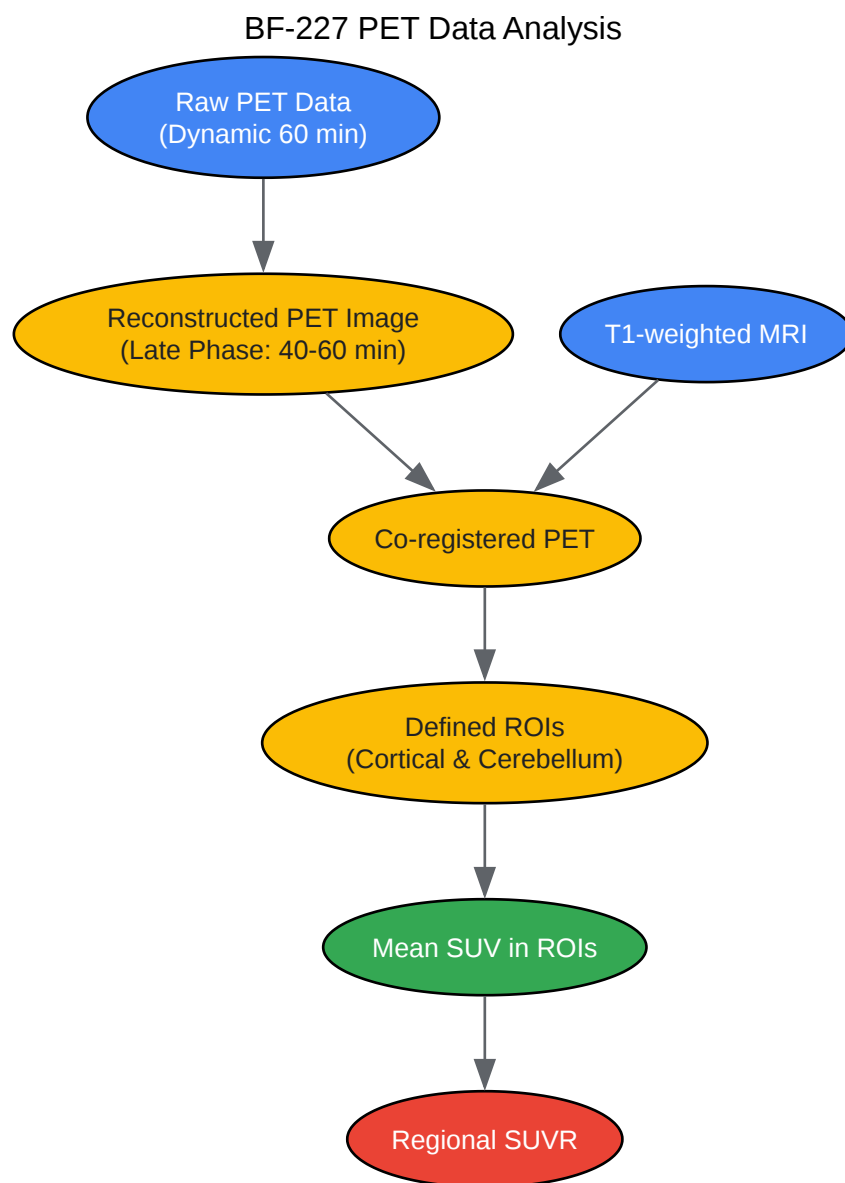 BF-227 PET Data Analysis
Raw PET Data
(Dynamic 60 min)
Reconstructed PET Image
(Late Phase: 40-60 min)
T1-weighted MRI
Co-registered PET
Defined ROIs
(Cortical & Cerebellum)
Mean SUV in ROIs
Regional SUVR